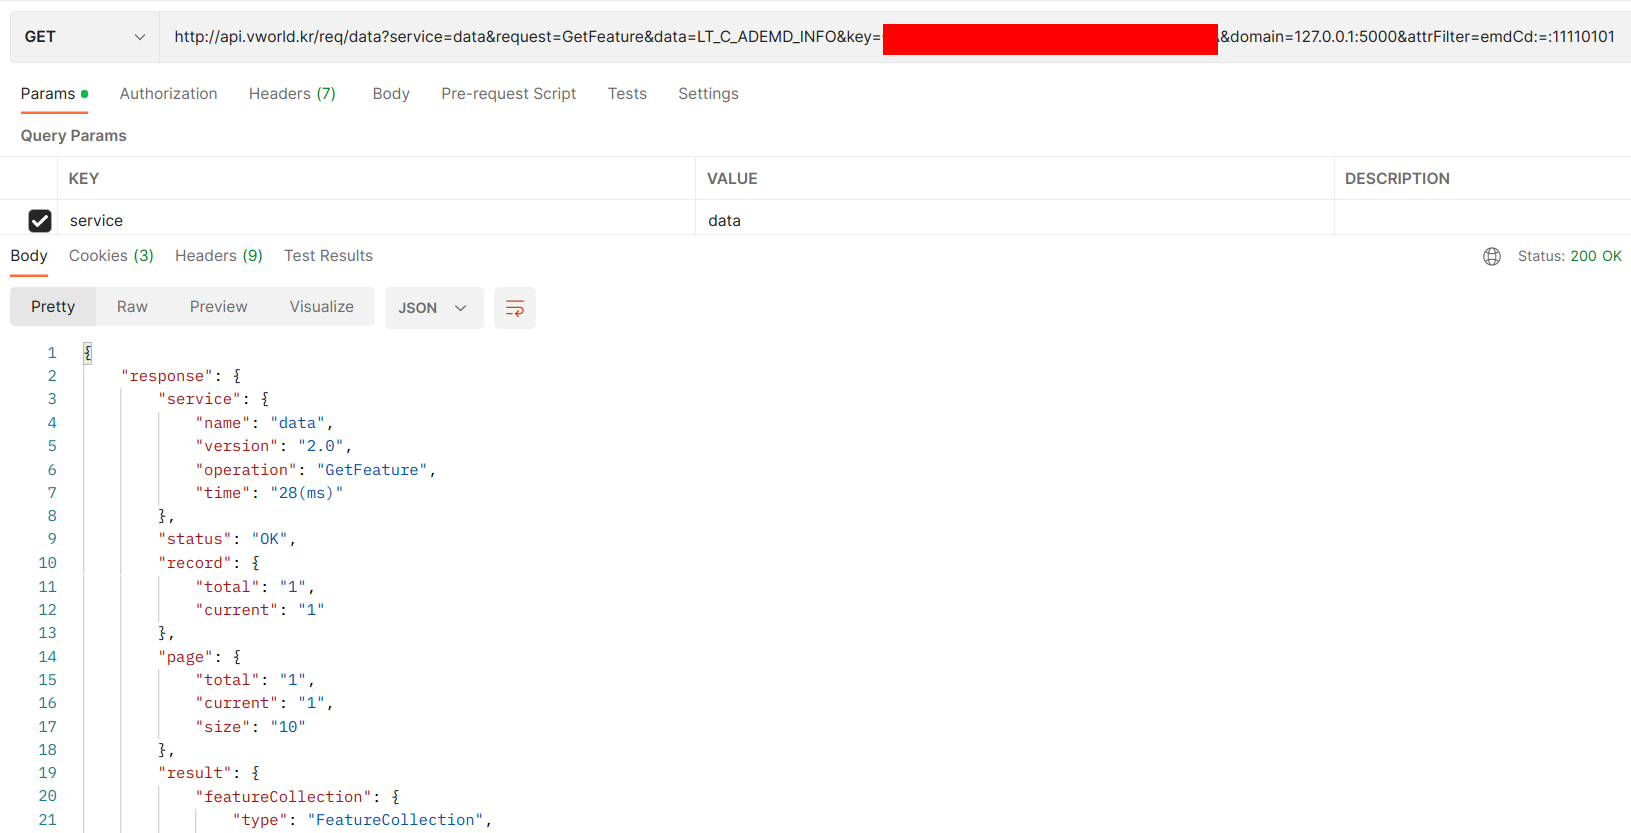 GET http://api.vworld.kr/req/data?service=data&request=GetFeature&data=LT_C_ADEMD_INFO&key= &domain=127.0.0.1:5000&attrFilter=emdCd:=:11110101
Params Authorization Headers (7) Body Pre-request Script Tests Settings
Query Params
KEY VALUE DESCRIPTION
service data
Body Cookies (3) Headers (9) Test Results Status: 200 OK
Pretty Raw Preview Visualize JSON
1 {
2 "response": {
3 "service": {
4 "name": "data",
5 "version": "2.0",
6 "operation": "GetFeature",
7 "time": "28(ms)"
8 },
9 "status": "OK",
10 "record": {
11 "total": "1",
12 "current": "1"
13 },
14 "page": {
15 "total": "1",
16 "current": "1",
17 "size": "10"
18 },
19 "result": {
20 "featureCollection": {
21 "type": "FeatureCollection",